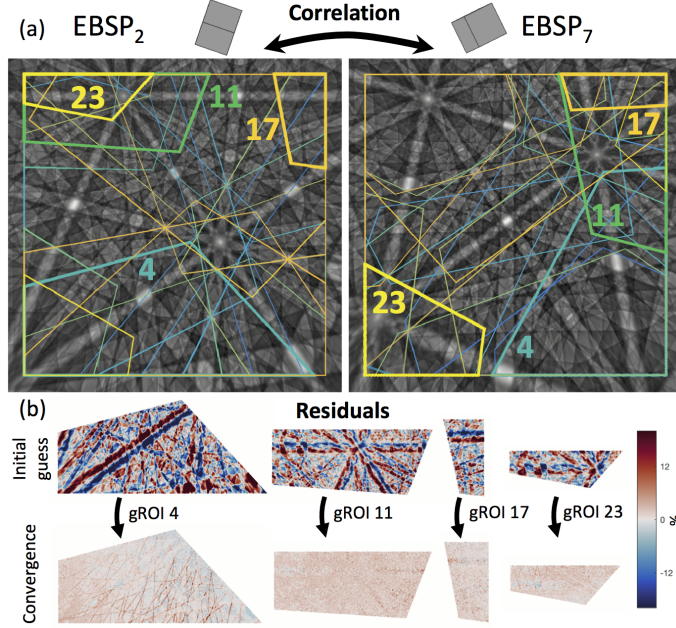 (a) EBSP2 Correlation EBSP7
23 11 17
4
17
11
23
4
(b) Residuals
Initial guess
gROI 4 gROI 11 gROI 17 gROI 23
Convergence
12
0
%
-12